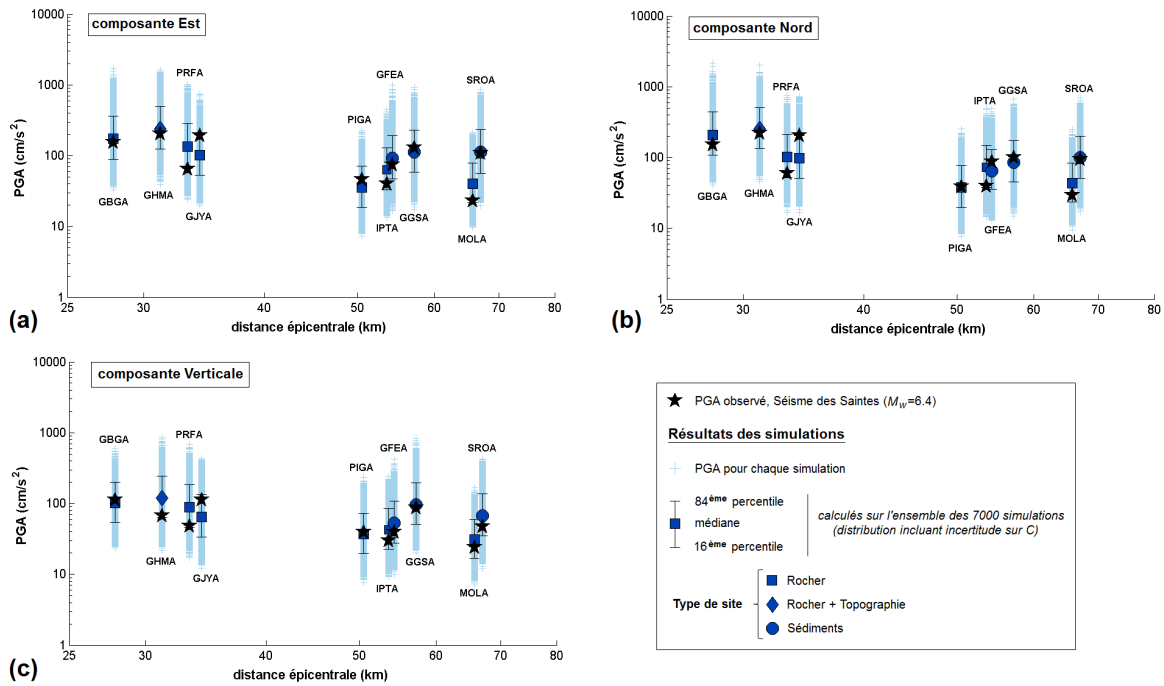 composante Est
10000
1000
100
10
1
PGA (cm/s²)
PRFA
GFEA
SROA
PIGA
GBGA
GHMA
GJYA
IPTA
GGSA
MOLA
25 30 40 50 60 70 80
distance épicentrale (km)
(a)
composante Nord
10000
1000
100
10
1
PGA (cm/s²)
PRFA
GGSA
SROA
IPTA
GBGA
GHMA
GJYA
PIGA
GFEA
MOLA
25 30 40 50 60 70 80
distance épicentrale (km)
(b)
composante Verticale
10000
1000
100
10
1
PGA (cm/s²)
GBGA
PRFA
GFEA
SROA
PIGA
GHMA
GJYA
IPTA
GGSA
MOLA
25 30 40 50 60 70 80
distance épicentrale (km)
(c)
PGA observé, Séisme des Saintes (Mw=6.4)
Résultats des simulations
PGA pour chaque simulation
84ème percentile
médiane
16ème percentile
calculés sur l'ensemble des 7000 simulations
(distribution incluant incertitude sur C)
Type de site
Rocher
Rocher + Topographie
Sédiments